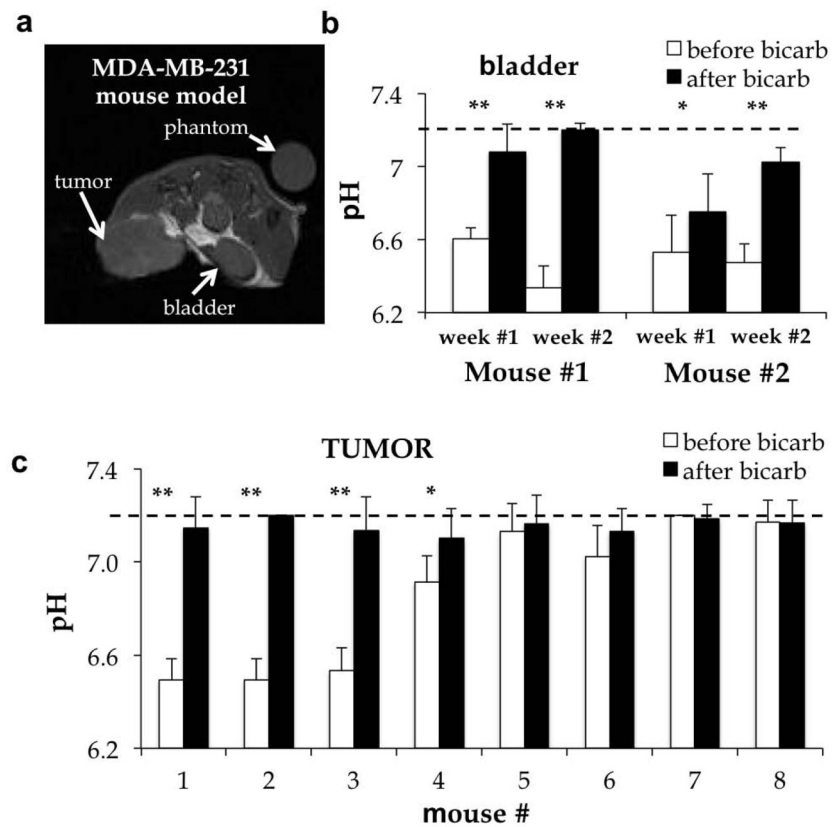 a
MDA-MB-231
mouse model
phantom
tumor
bladder
b
bladder
before bicarb
after bicarb
pH
7.4
7
6.6
6.2
** ** * **
week #1 week #2 week #1 week #2
Mouse #1 Mouse #2
c
TUMOR
before bicarb
after bicarb
pH
7.4
7.0
6.6
6.2
** ** ** *
1 2 3 4 5 6 7 8
mouse #